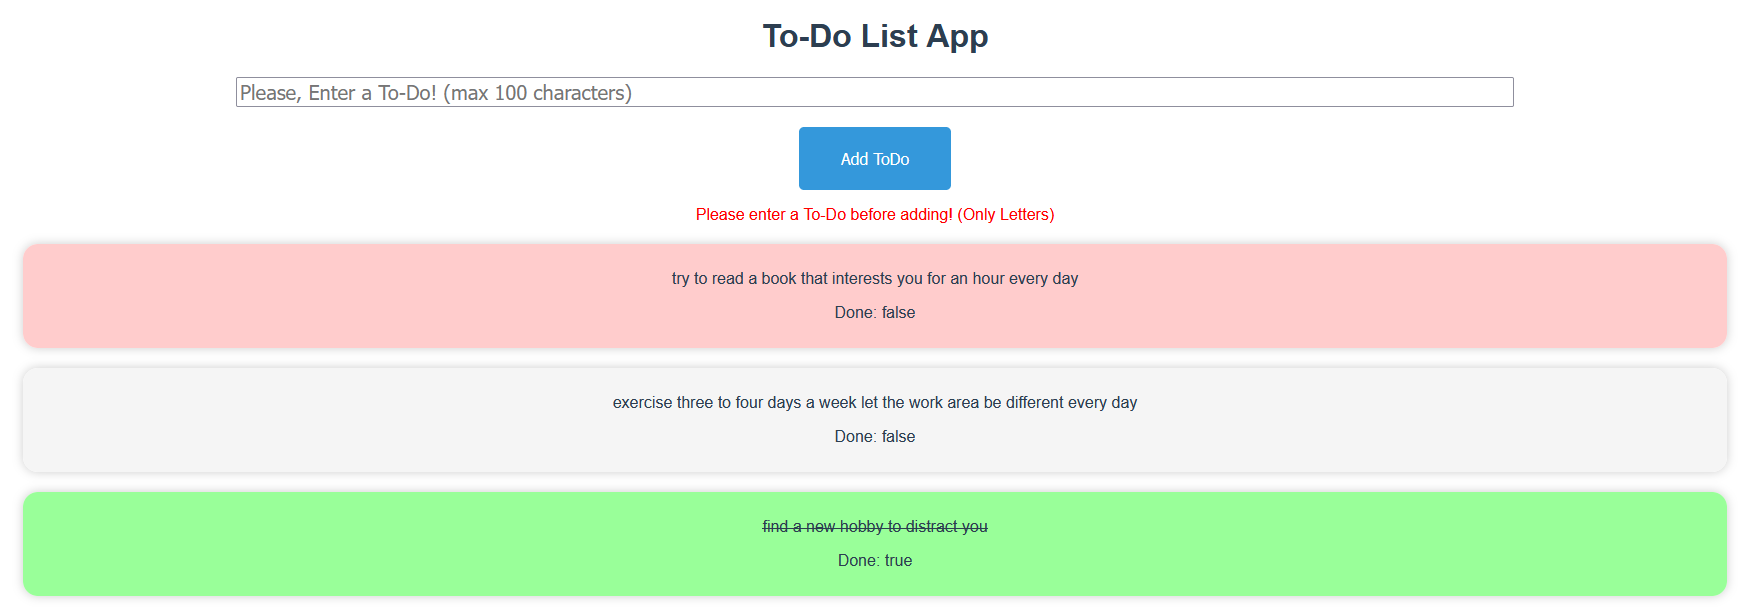 To-Do List App
Please, Enter a To-Do! (max 100 characters)
Add ToDo
Please enter a To-Do before adding! (Only Letters)
try to read a book that interests you for an hour every day
Done: false
exercise three to four days a week let the work area be different every day
Done: false
find a new hobby to distract you
Done: true